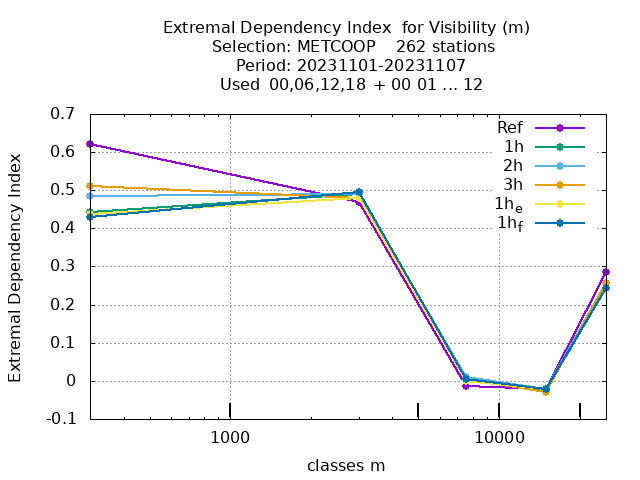 Extremal Dependency Index  for Visibility (m)
Selection: METCOOP    262 stations
Period: 20231101-20231107
Used  00,06,12,18  + 00 01 ... 12
Ref
1h
2h
3h
1he
1hf
Extremal Dependency Index
0.7
0.6
0.5
0.4
0.3
0.2
0.1
0
-0.1
1000
10000
classes m